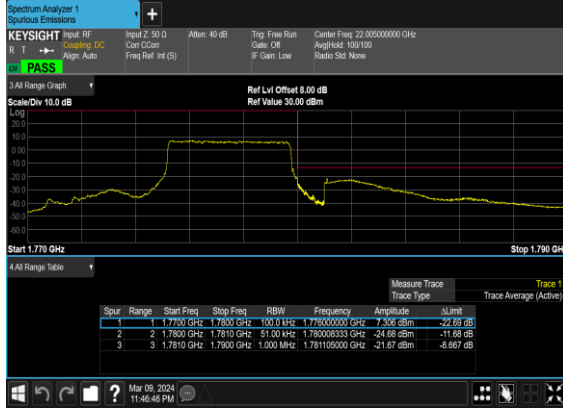 Spectrum Analyzer 1
Spurious Emissions
+
KEYSIGHT Input: RF Input Z: 50 Ω Atten: 40 dB Trig: Free Run Center Freq: 22.005000000 GHz
R T Coupling: DC Corr CCorr Gate: Off Avg|Hold: 100/100
Align: Auto Freq Ref: Int (S) IF Gain: Low Radio Std: None
LXI PASS
3 All Range Graph
Ref Lvl Offset 8.00 dB
Scale/Div 10.0 dB Ref Value 30.00 dBm
Log
20.0
10.0
0.00
-10.0
-20.0
-30.0
-40.0
-50.0
-60.0
Start 1.770 GHz Stop 1.790 GH
4 All Range Table
Measure Trace Trace 1
Trace Type Trace Average (Active)
Spur Range Start Freq Stop Freq RBW Frequency Amplitude ΔLimit
1 1 1.7700 GHz 1.7800 GHz 100.0 kHz 1.776000000 GHz 7.306 dBm -22.69 dB
2 2 1.7800 GHz 1.7810 GHz 51.00 kHz 1.780008333 GHz -24.68 dBm -11.68 dB
3 3 1.7810 GHz 1.7900 GHz 1.000 MHz 1.781105000 GHz -21.67 dBm -8.667 dB
? Mar 09, 2024
11:46:46 PM